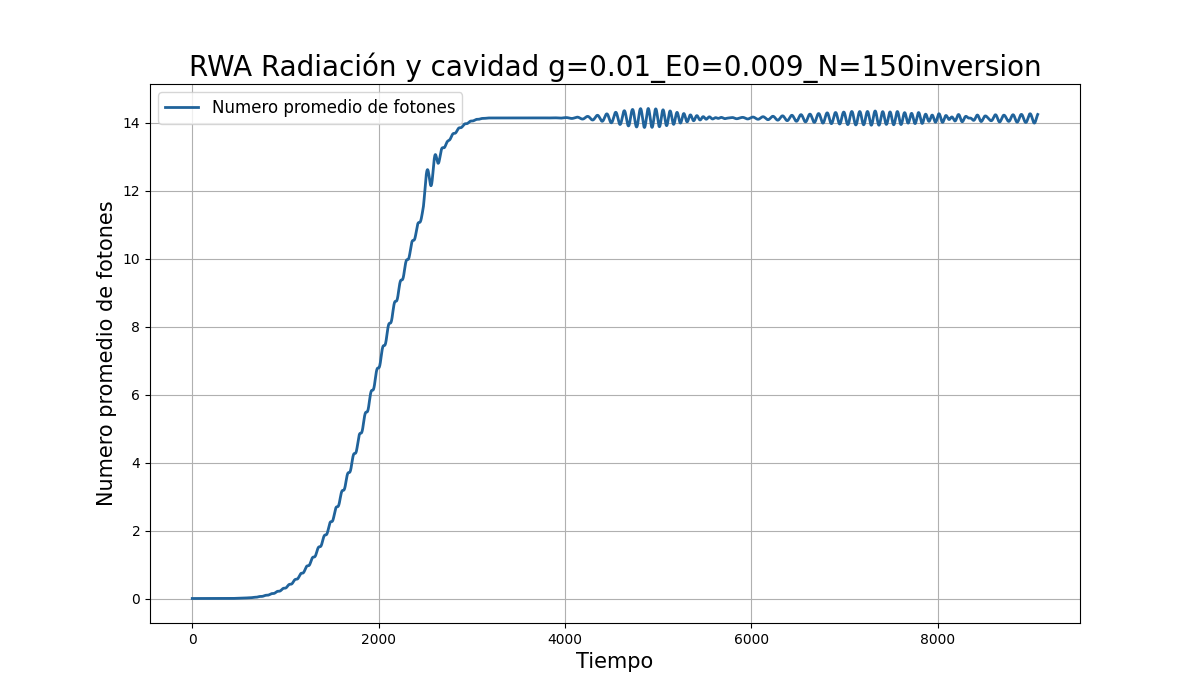 RWA Radiación y cavidad g=0.01_E0=0.009_N=150inversion
Numero promedio de fotones
14
12
10
8
6
4
2
0
Numero promedio de fotones
0 2000 4000 6000 8000
Tiempo